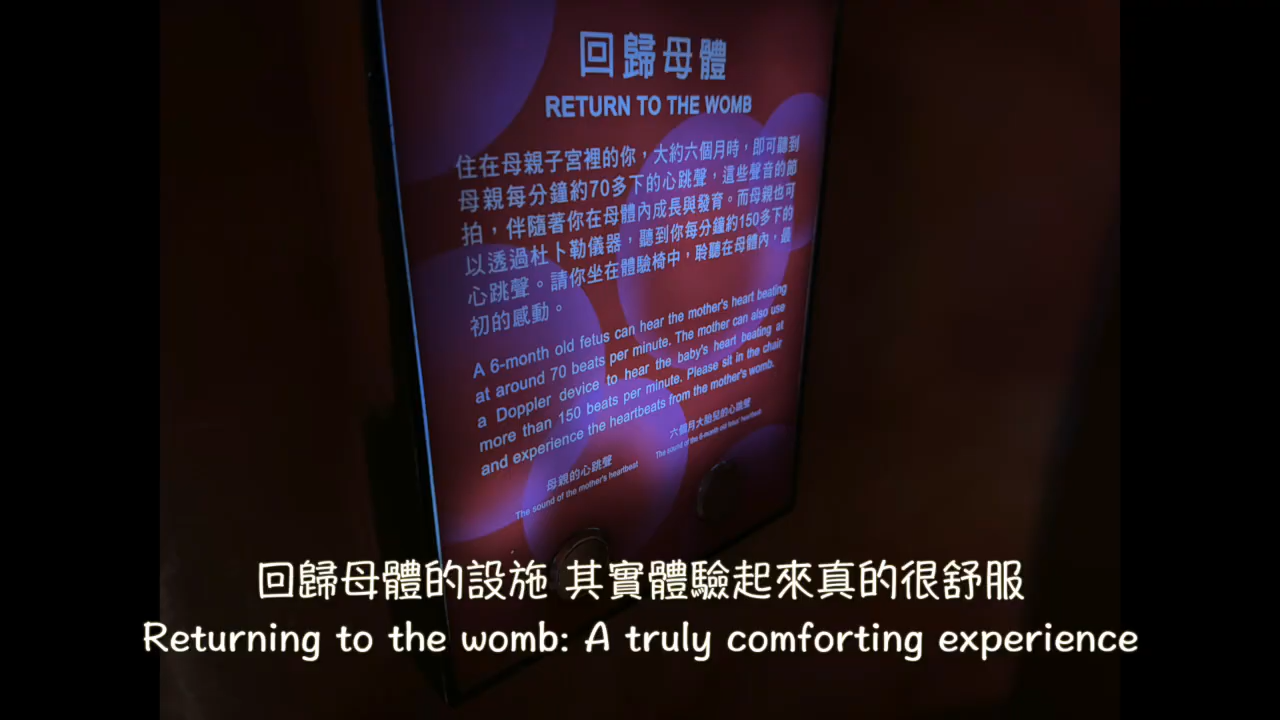 回歸母體
RETURN TO THE WOMB
住在母親子宮裡的你，大約六個月時，即可聽到
母親每分鐘約70多下的心跳聲，這些聲音的節
拍，伴隨著你在母體內成長與發育。而母親也可
以透過杜卜勒儀器，聽到你每分鐘約150多下的
心跳聲。請你坐在體驗椅中，聆聽在母體內，最
初的感動。
A 6-month old fetus can hear the mother's heart beating
at around 70 beats per minute. The mother can also use
a Doppler device to hear the baby's heart beating at
more than 150 beats per minute. Please sit in the chair
and experience the heartbeats from the mother's womb.
六個月大胎兒的心跳聲
The sound of the 6-month old fetus' heartbeat
母親的心跳聲
The sound of the mother's heartbeat
回歸母體的設施 其實體驗起來真的很舒服
Returning to the womb: A truly comforting experience